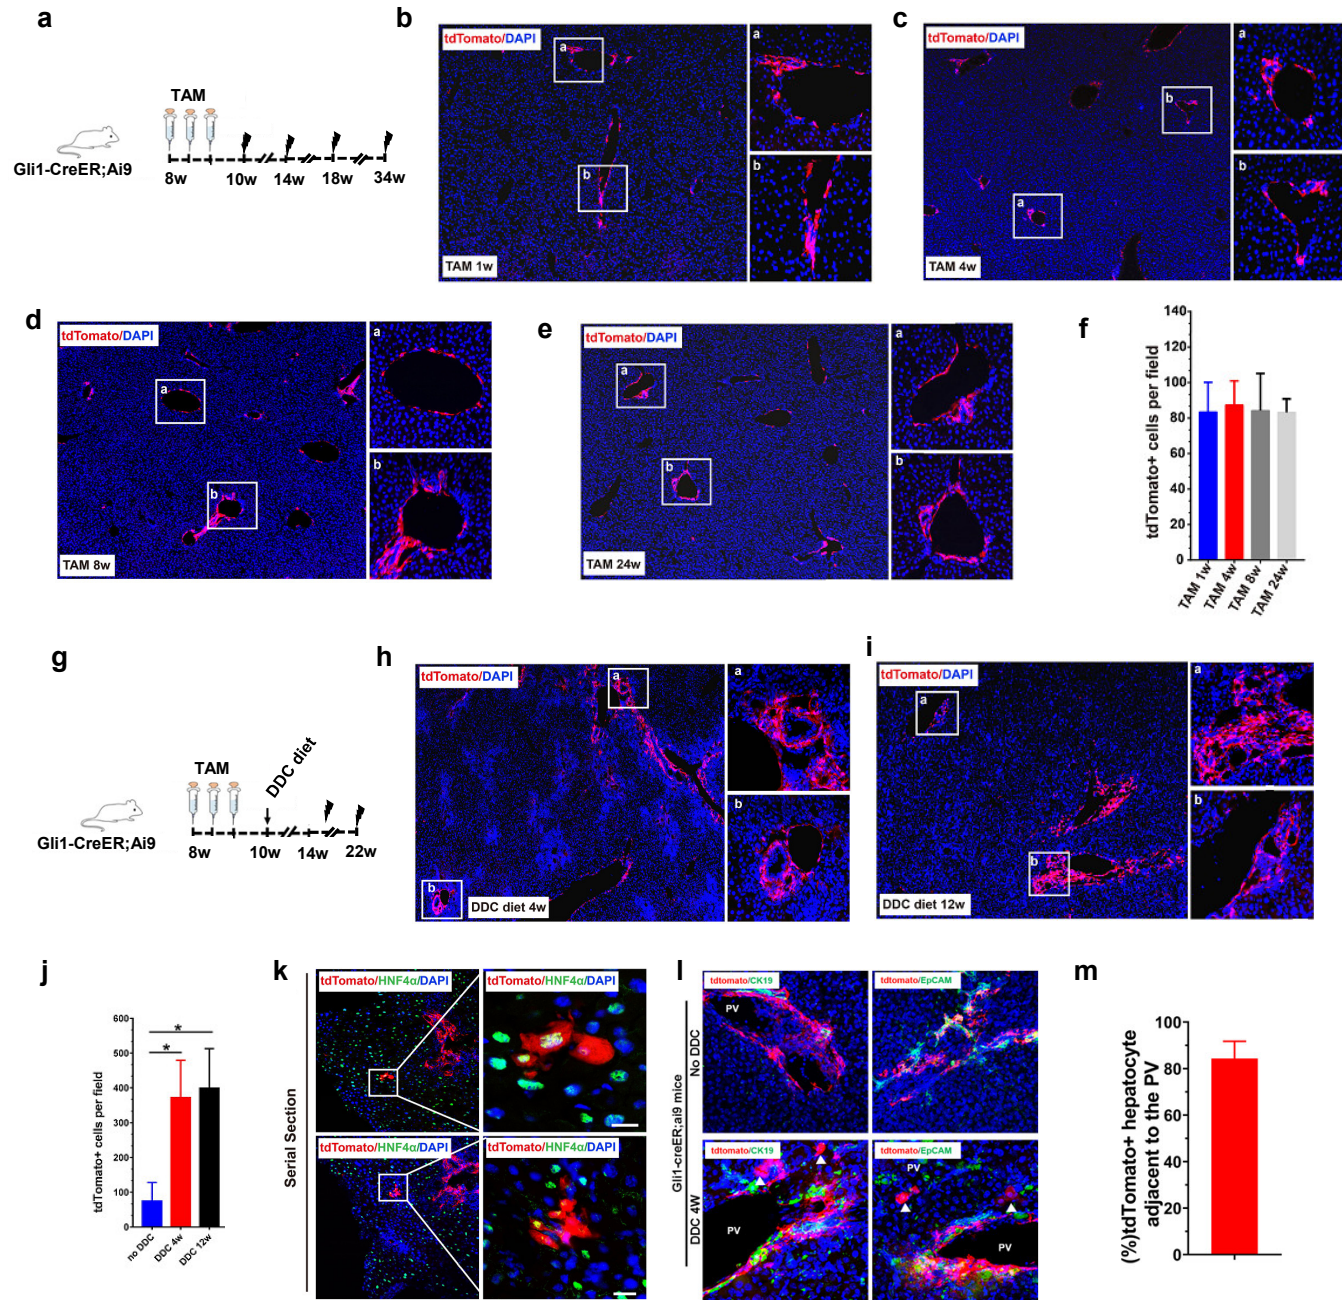 a
TAM
Gli1-CreER;Ai9
8w
10w
14w
18w
34w
b
tdTomato/DAPI
a
b
TAM 1w
a
b
c
tdTomato/DAPI
b
a
TAM 4w
a
b
d
tdTomato/DAPI
a
b
TAM 8w
a
b
e
tdTomato/DAPI
a
b
TAM 24w
a
b
f
tdTomato+ cells per field
140
120
100
80
60
40
20
0
TAM 1w
TAM 4w
TAM 8w
TAM 24w
g
TAM
DDC diet
Gli1-CreER;Ai9
8w
10w
14w
22w
h
tdTomato/DAPI
a
b
DDC diet 4w
a
b
i
tdTomato/DAPI
a
b
DDC diet 12w
a
b
j
tdTomato+ cells per field
600
500
400
300
200
100
0
*
*
no DDC
DDC 4w
DDC 12w
k
Serial Section
tdTomato/HNF4α/DAPI
tdTomato/HNF4α/DAPI
tdTomato/HNF4α/DAPI
tdTomato/HNF4α/DAPI
l
Gli1-creER;ai9 mice
No DDC
DDC 4W
tdtomato/CK19
PV
tdtomato/EpCAM
tdtomato/CK19
PV
tdtomato/EpCAM
PV
PV
m
(%)tdTomato+ hepatocyte
adjacent to the PV
100
80
60
40
20
0